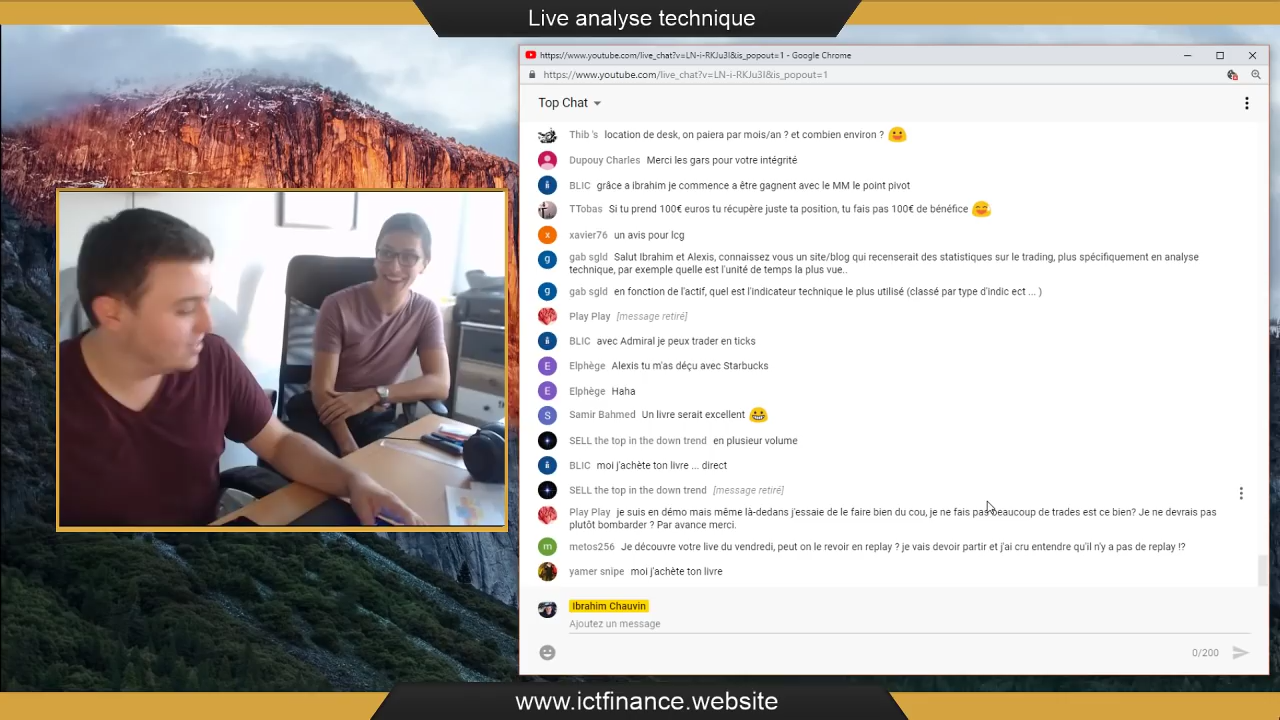 Live analyse technique
https://www.youtube.com/live_chat?v=LN-i-RKJu3I&is_popout=1 - Google Chrome
https://www.youtube.com/live_chat?v=LN-i-RKJu3I&is_popout=1
Top Chat
Thib 's location de desk, on paiera par mois/an ? et combien environ ?
Dupouy Charles Merci les gars pour votre intégrité
BLIC grâce a ibrahim je commence a être gagnent avec le MM le point pivot
TTobas Si tu prend 100€ euros tu récupère juste ta position, tu fais pas 100€ de bénéfice
xavier76 un avis pour lcg
gab sgld Salut Ibrahim et Alexis, connaissez vous un site/blog qui recenserait des statistiques sur le trading, plus spécifiquement en analyse
technique, par exemple quelle est l'unité de temps la plus vue..
gab sgld en fonction de l'actif, quel est l'indicateur technique le plus utilisé (classé par type d'indic ect ... )
Play Play [message retiré]
BLIC avec Admiral je peux trader en ticks
Elphège Alexis tu m'as déçu avec Starbucks
Elphège Haha
Samir Bahmed Un livre serait excellent
SELL the top in the down trend en plusieur volume
BLIC moi j'achète ton livre ... direct
SELL the top in the down trend [message retiré]
Play Play je suis en démo mais même là-dedans j'essaie de le faire bien du cou, je ne fais pas beaucoup de trades est ce bien? Je ne devrais pas
plutôt bombarder ? Par avance merci.
metos256 Je découvre votre live du vendredi, peut on le revoir en replay ? je vais devoir partir et j'ai cru entendre qu'il n'y a pas de replay !?
yamer snipe moi j'achète ton livre
Ibrahim Chauvin
Ajoutez un message
0/200
www.ictfinance.website